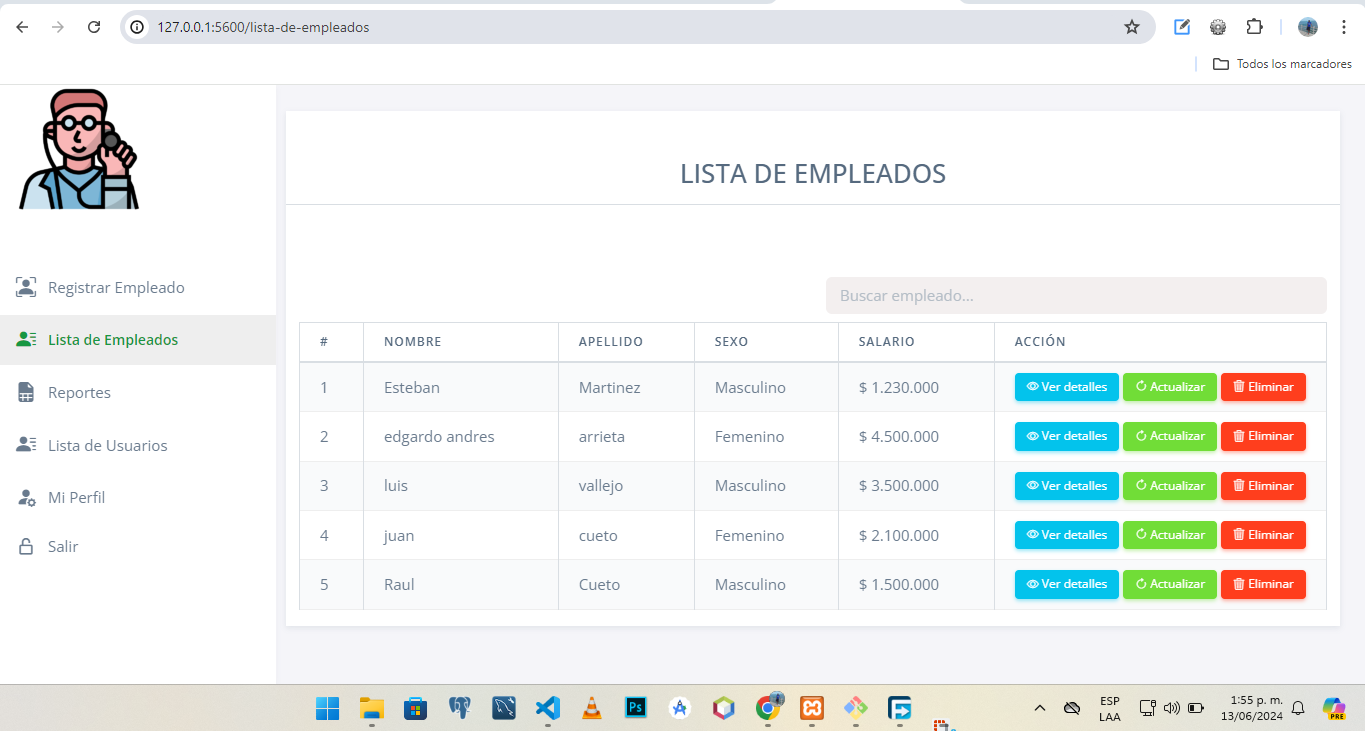 127.0.0.1:5600/lista-de-empleados
Todos los marcadores
LISTA DE EMPLEADOS
Registrar Empleado
Lista de Empleados
Reportes
Lista de Usuarios
Mi Perfil
Salir
Buscar empleado...
# NOMBRE APELLIDO SEXO SALARIO ACCIÓN
1 Esteban Martinez Masculino $ 1.230.000 Ver detalles Actualizar Eliminar
2 edgardo andres arrieta Femenino $ 4.500.000 Ver detalles Actualizar Eliminar
3 luis vallejo Masculino $ 3.500.000 Ver detalles Actualizar Eliminar
4 juan cueto Femenino $ 2.100.000 Ver detalles Actualizar Eliminar
5 Raul Cueto Masculino $ 1.500.000 Ver detalles Actualizar Eliminar
Ps
ESP
LAA
1:55 p. m.
13/06/2024
PRE